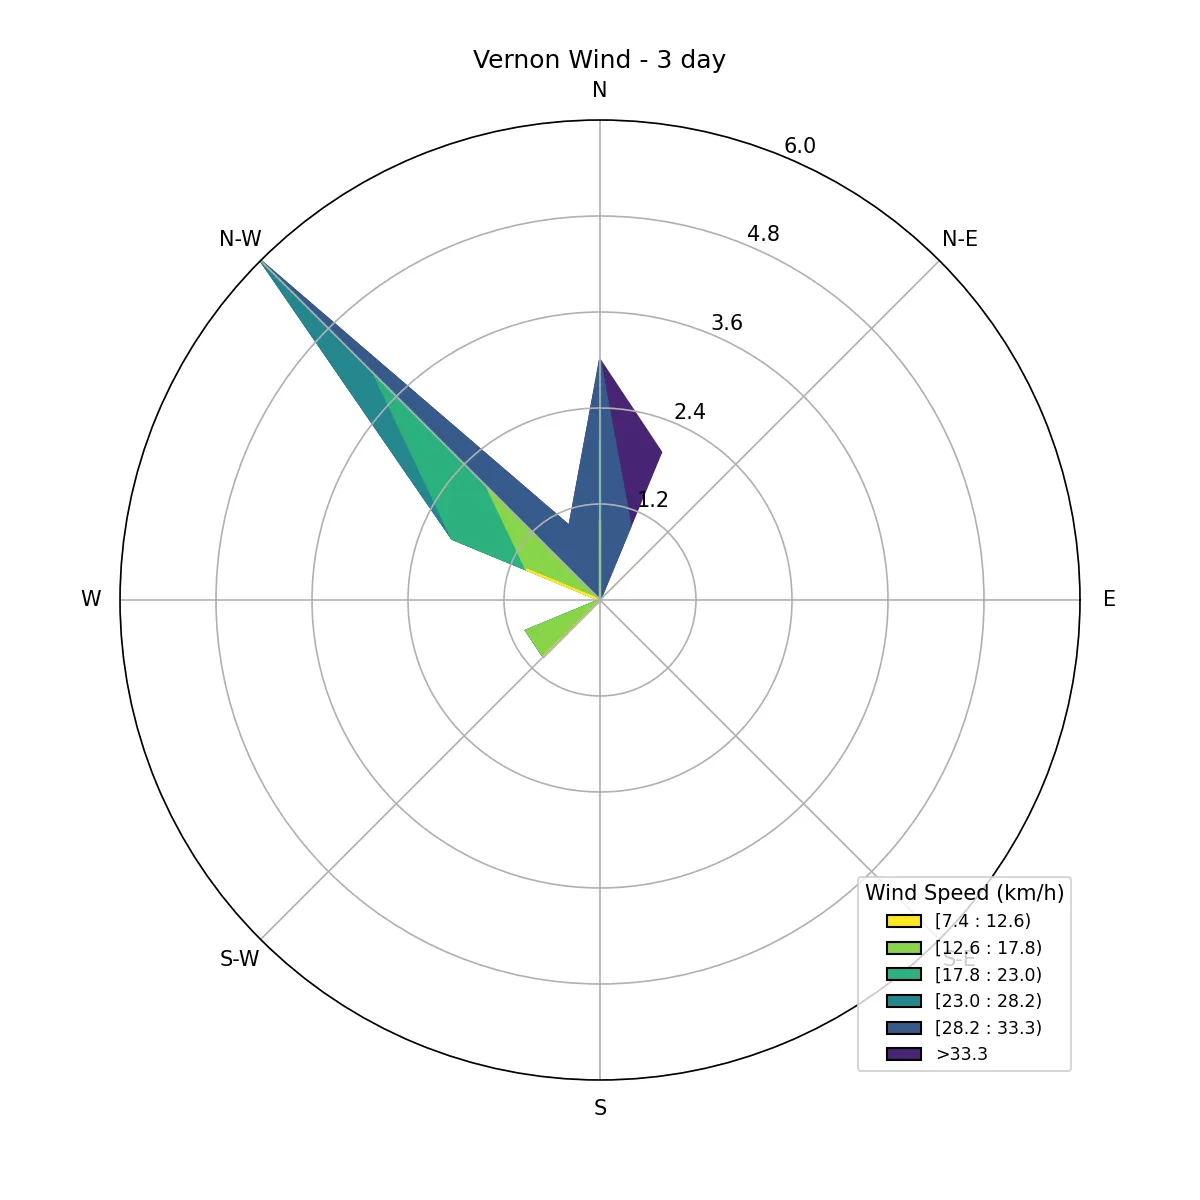 Vernon Wind - 3 day
N
6.0
N-W
N-E
4.8
3.6
2.4
1.2
W
E
S-W
S-E
S
Wind Speed (km/h)
[7.4 : 12.6)
[12.6 : 17.8)
[17.8 : 23.0)
[23.0 : 28.2)
[28.2 : 33.3)
>33.3